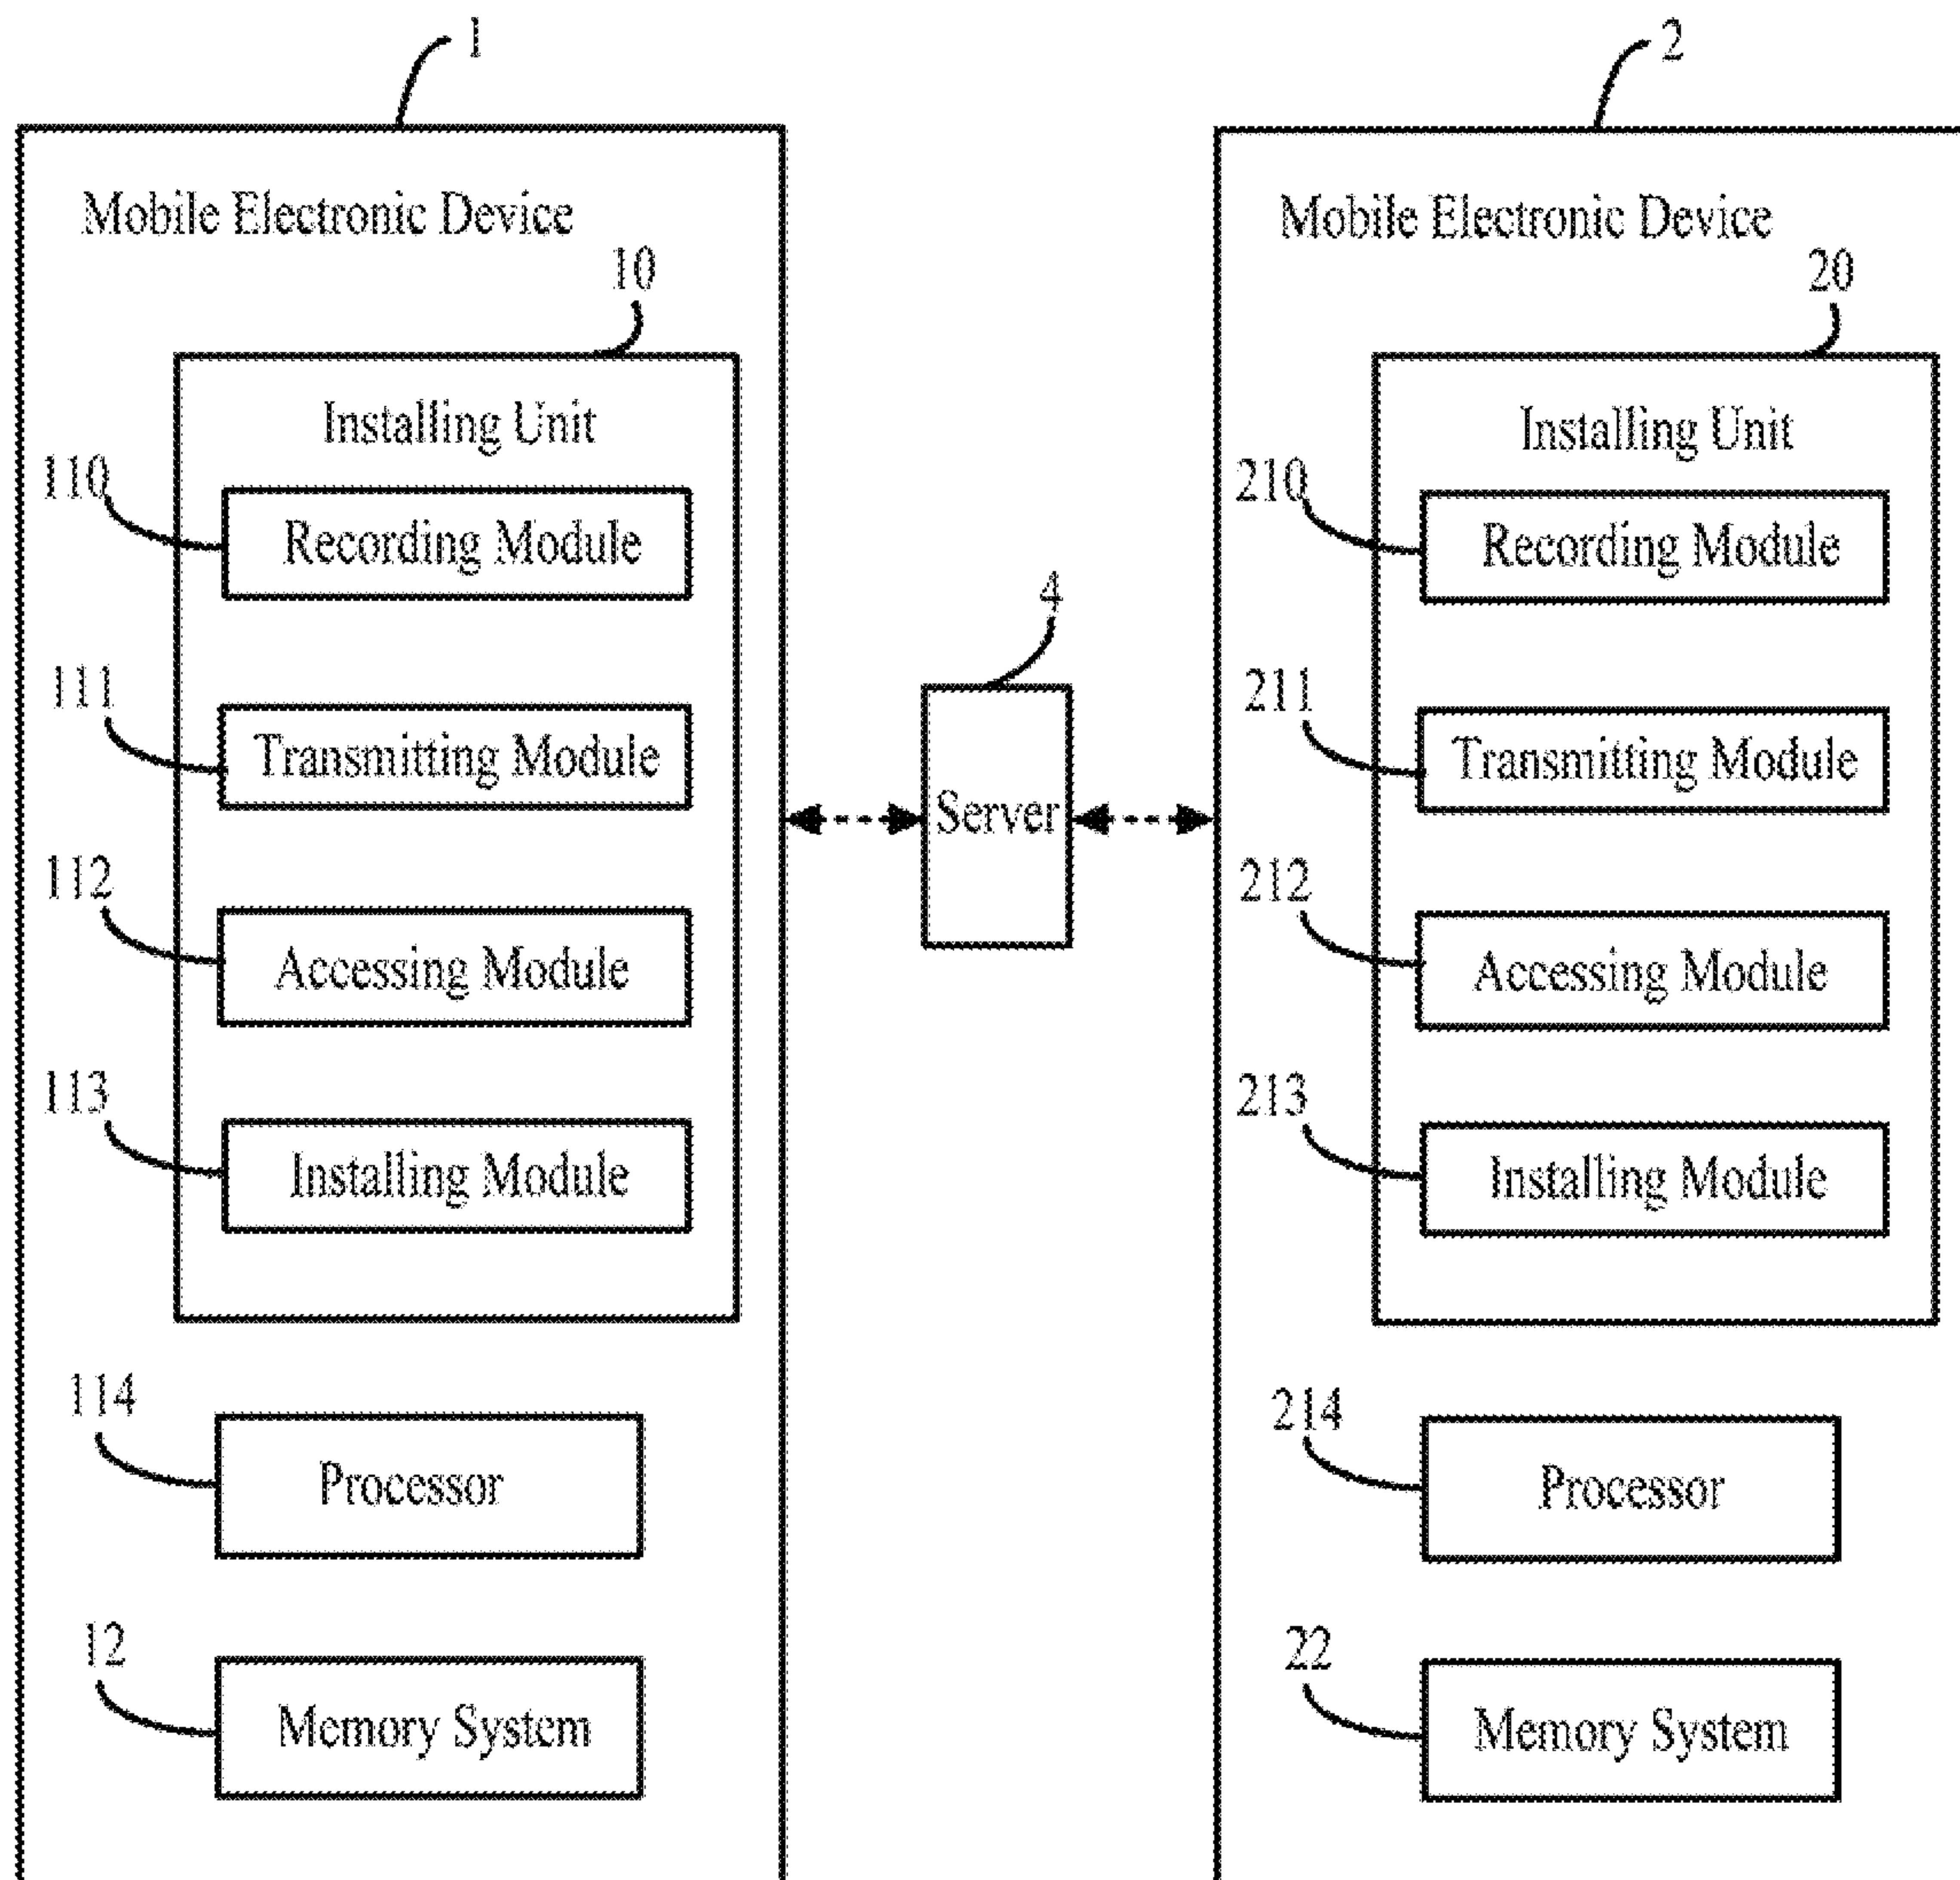 1
Mobile Electronic Device
10
Installing Unit
110
Recording Module
111
Transmitting Module
112
Accessing Module
113
Installing Module
114
Processor
12
Memory System
4
Server
2
Mobile Electronic Device
20
Installing Unit
210
Recording Module
211
Transmitting Module
212
Accessing Module
213
Installing Module
214
Processor
22
Memory System